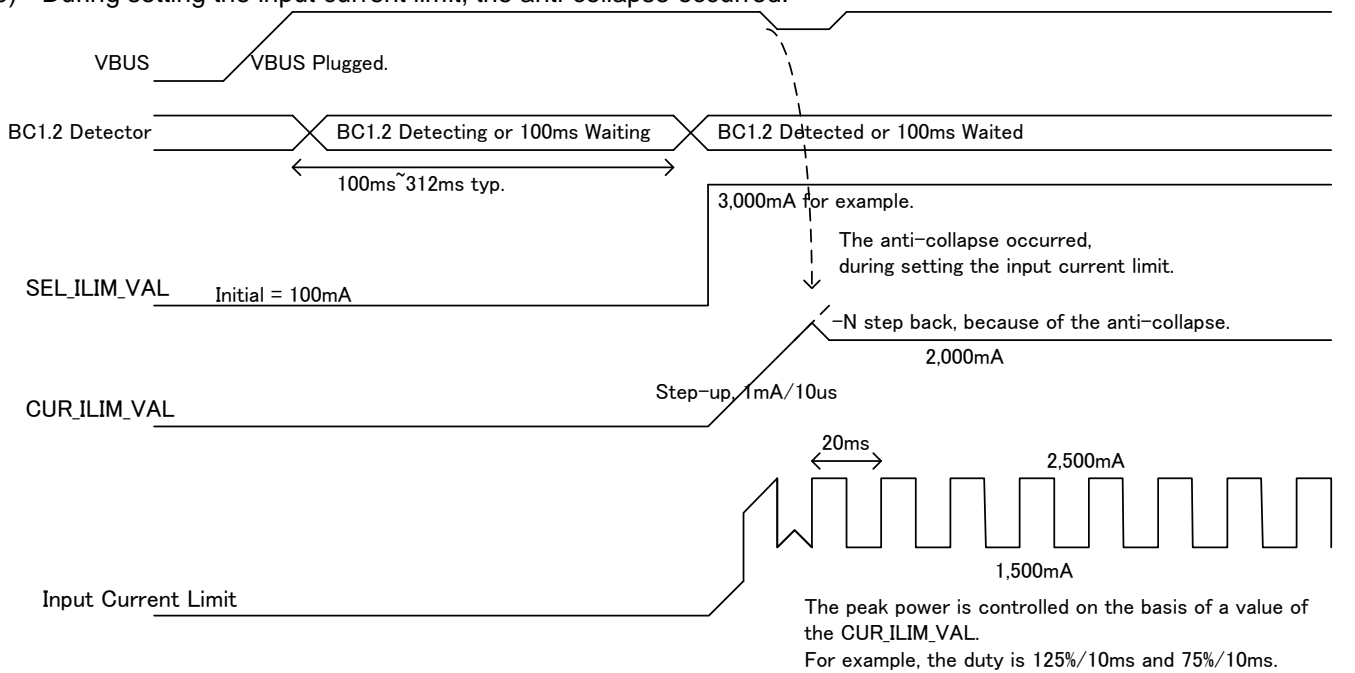 ) During setting the input current limit, the anti-collapse occurred.
VBUS
VBUS Plugged.
BC1.2 Detector
BC1.2 Detecting or 100ms Waiting
BC1.2 Detected or 100ms Waited
100ms~312ms typ.
3,000mA for example.
The anti-collapse occurred,
during setting the input current limit.
SEL_ILIM_VAL
Initial = 100mA
-N step back, because of the anti-collapse.
2,000mA
Step-up, 1mA/10us
CUR_ILIM_VAL
20ms
2,500mA
1,500mA
Input Current Limit
The peak power is controlled on the basis of a value of
the CUR_ILIM_VAL.
For example, the duty is 125%/10ms and 75%/10ms.